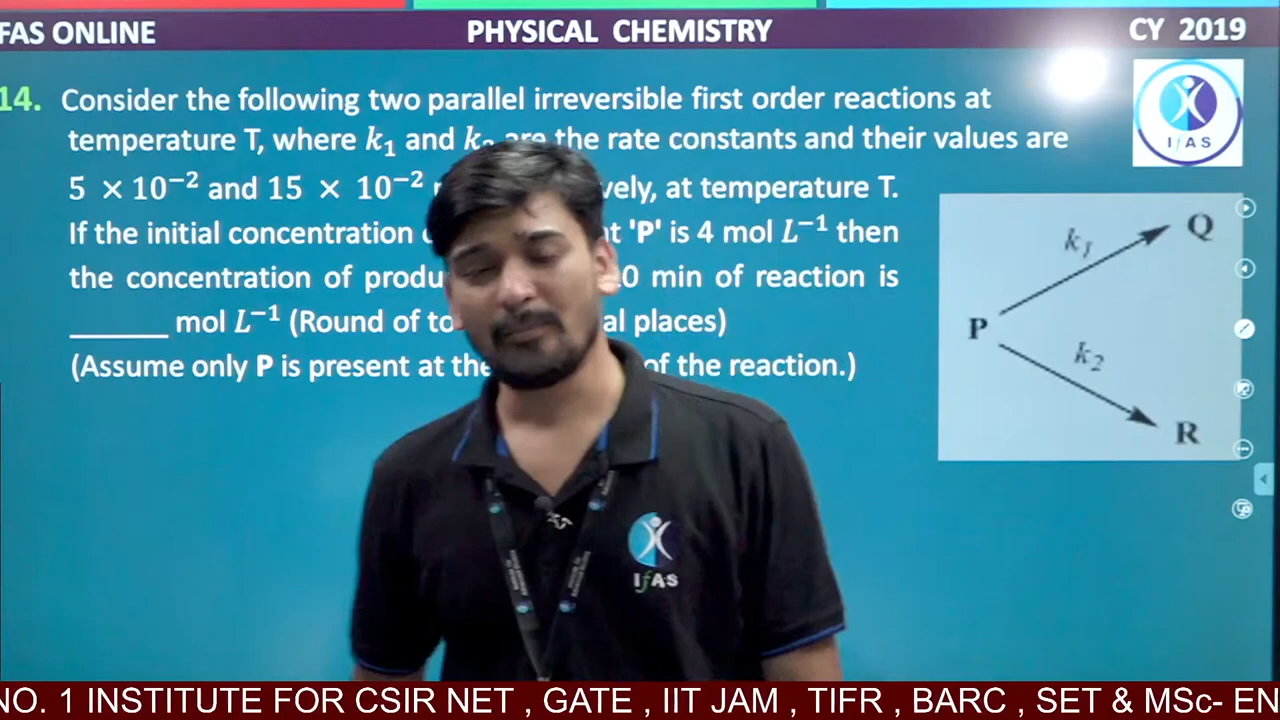 FAS ONLINE
PHYSICAL CHEMISTRY
CY 2019
14. Consider the following two parallel irreversible first order reactions at
temperature T, where k₁ and are the rate constants and their values are
5 × 10⁻² and 15 × 10⁻² at temperature T.
If the initial concentration 'P' is 4 mol L⁻¹ then
the concentration of min of reaction is
______ mol L⁻¹ (Round of to places)
(Assume only P is present at the of the reaction.)
IfAS
k₁
Q
P
k₂
R
IfAS
NO. 1 INSTITUTE FOR CSIR NET , GATE , IIT JAM , TIFR , BARC , SET & MSc- EN